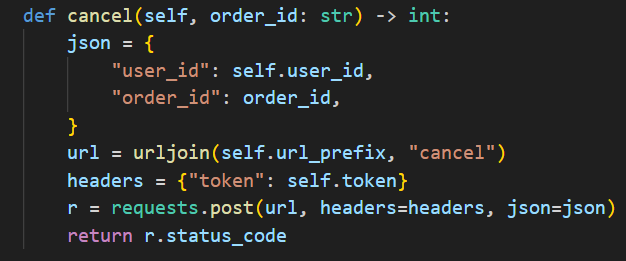 def cancel(self, order_id: str) -> int:
    json = {
        "user_id": self.user_id,
        "order_id": order_id,
    }
    url = urljoin(self.url_prefix, "cancel")
    headers = {"token": self.token}
    r = requests.post(url, headers=headers, json=json)
    return r.status_code